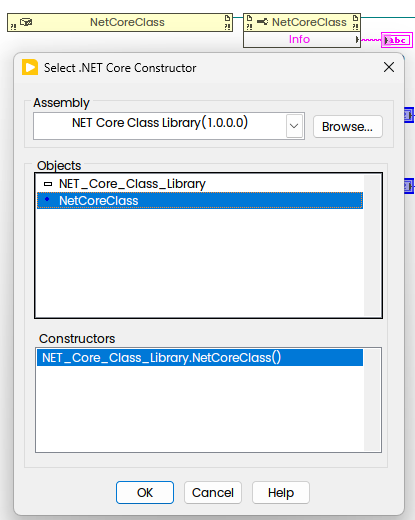 NetCoreClass
NetCoreClass
Info
abc
Select .NET Core Constructor
Assembly
NET Core Class Library(1.0.0.0)
Browse...
Objects
NET_Core_Class_Library
NetCoreClass
Constructors
NET_Core_Class_Library.NetCoreClass()
OK
Cancel
Help